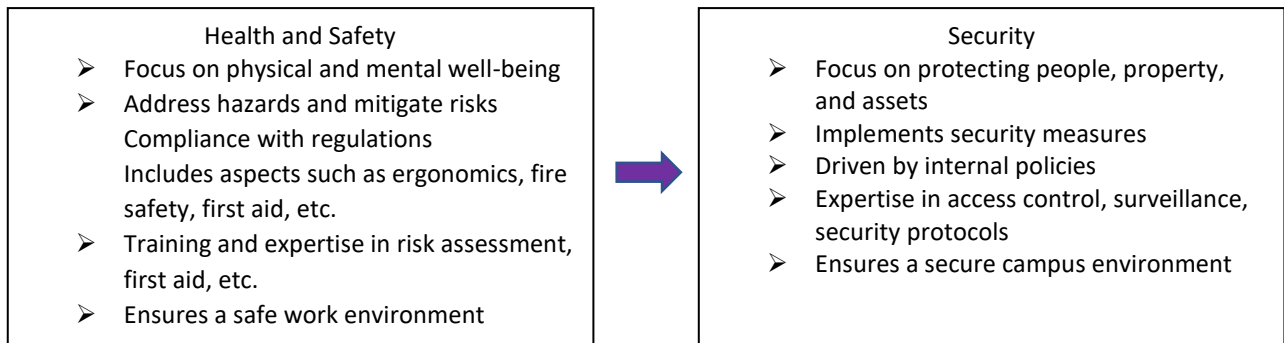 Health and Safety
➢ Focus on physical and mental well-being
➢ Address hazards and mitigate risks
Compliance with regulations
Includes aspects such as ergonomics, fire
safety, first aid, etc.
➢ Training and expertise in risk assessment,
first aid, etc.
➢ Ensures a safe work environment
Security
➢ Focus on protecting people, property,
and assets
➢ Implements security measures
➢ Driven by internal policies
➢ Expertise in access control, surveillance,
security protocols
➢ Ensures a secure campus environment